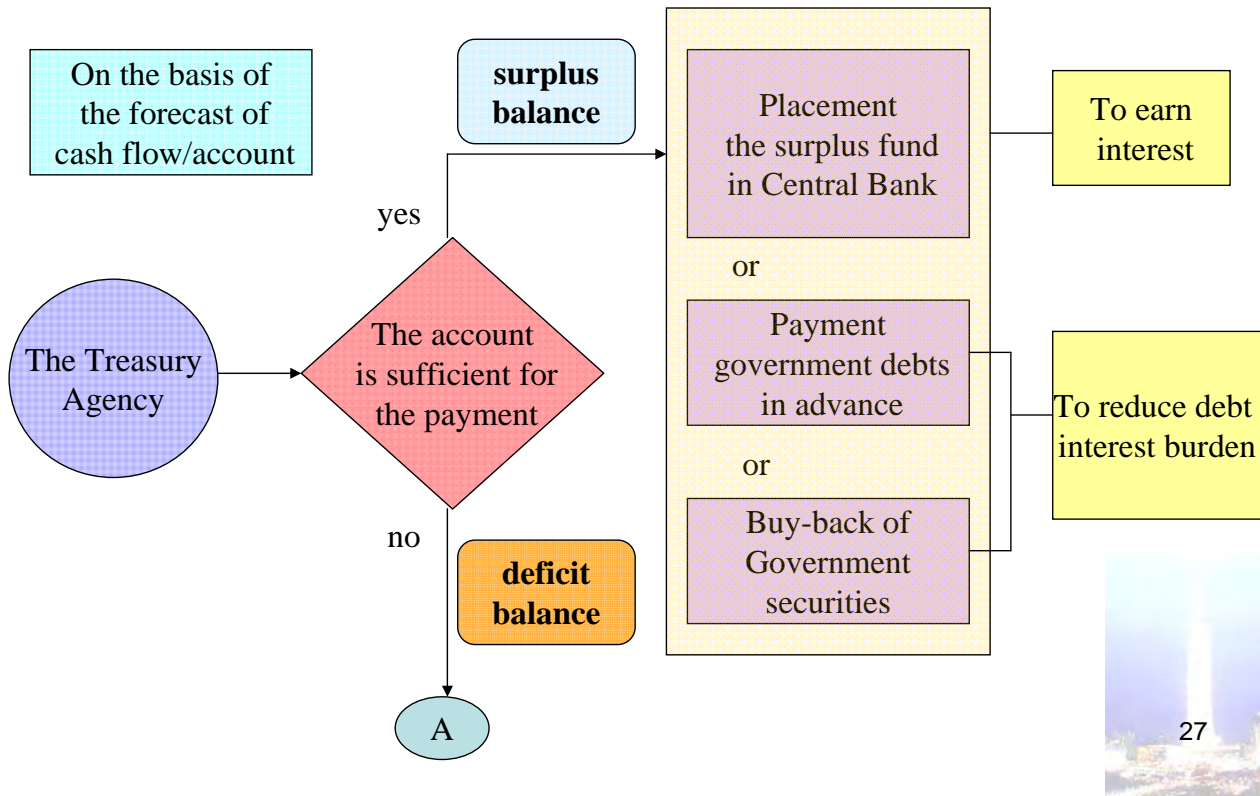 On the basis of
the forecast of
cash flow/account
surplus
balance
Placement
the surplus fund
in Central Bank
To earn
interest
yes
or
The Treasury
Agency
The account
is sufficient for
the payment
Payment
government debts
in advance
To reduce debt
interest burden
or
no
deficit
balance
Buy-back of
Government
securities
A
27